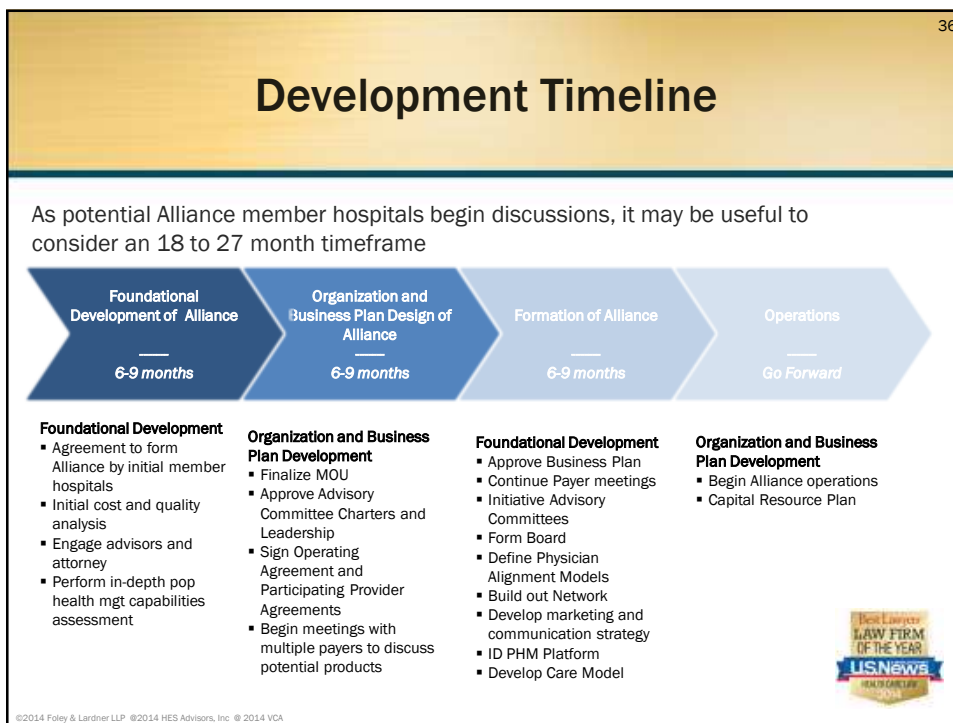 36
Development Timeline
As potential Alliance member hospitals begin discussions, it may be useful to
consider an 18 to 27 month timeframe
Foundational
Development of Alliance
6-9 months
Organization and
Business Plan Design of
Alliance
6-9 months
Formation of Alliance
6-9 months
Operations
Go Forward
Foundational Development
▪ Agreement to form
Alliance by initial member
hospitals
▪ Initial cost and quality
analysis
▪ Engage advisors and
attorney
▪ Perform in-depth pop
health mgt capabilities
assessment
Organization and Business
Plan Development
▪ Finalize MOU
▪ Approve Advisory
Committee Charters and
Leadership
▪ Sign Operating
Agreement and
Participating Provider
Agreements
▪ Begin meetings with
multiple payers to discuss
potential products
Foundational Development
▪ Approve Business Plan
▪ Continue Payer meetings
▪ Initiative Advisory
Committees
▪ Form Board
▪ Define Physician
Alignment Models
▪ Build out Network
▪ Develop marketing and
communication strategy
▪ ID PHM Platform
▪ Develop Care Model
Organization and Business
Plan Development
▪ Begin Alliance operations
▪ Capital Resource Plan
Best Lawyers
LAW FIRM
OF THE YEAR
U.S.News
HEALTH CARE LAW
2014
©2014 Foley & Lardner LLP @2014 HES Advisors, Inc @ 2014 VCA